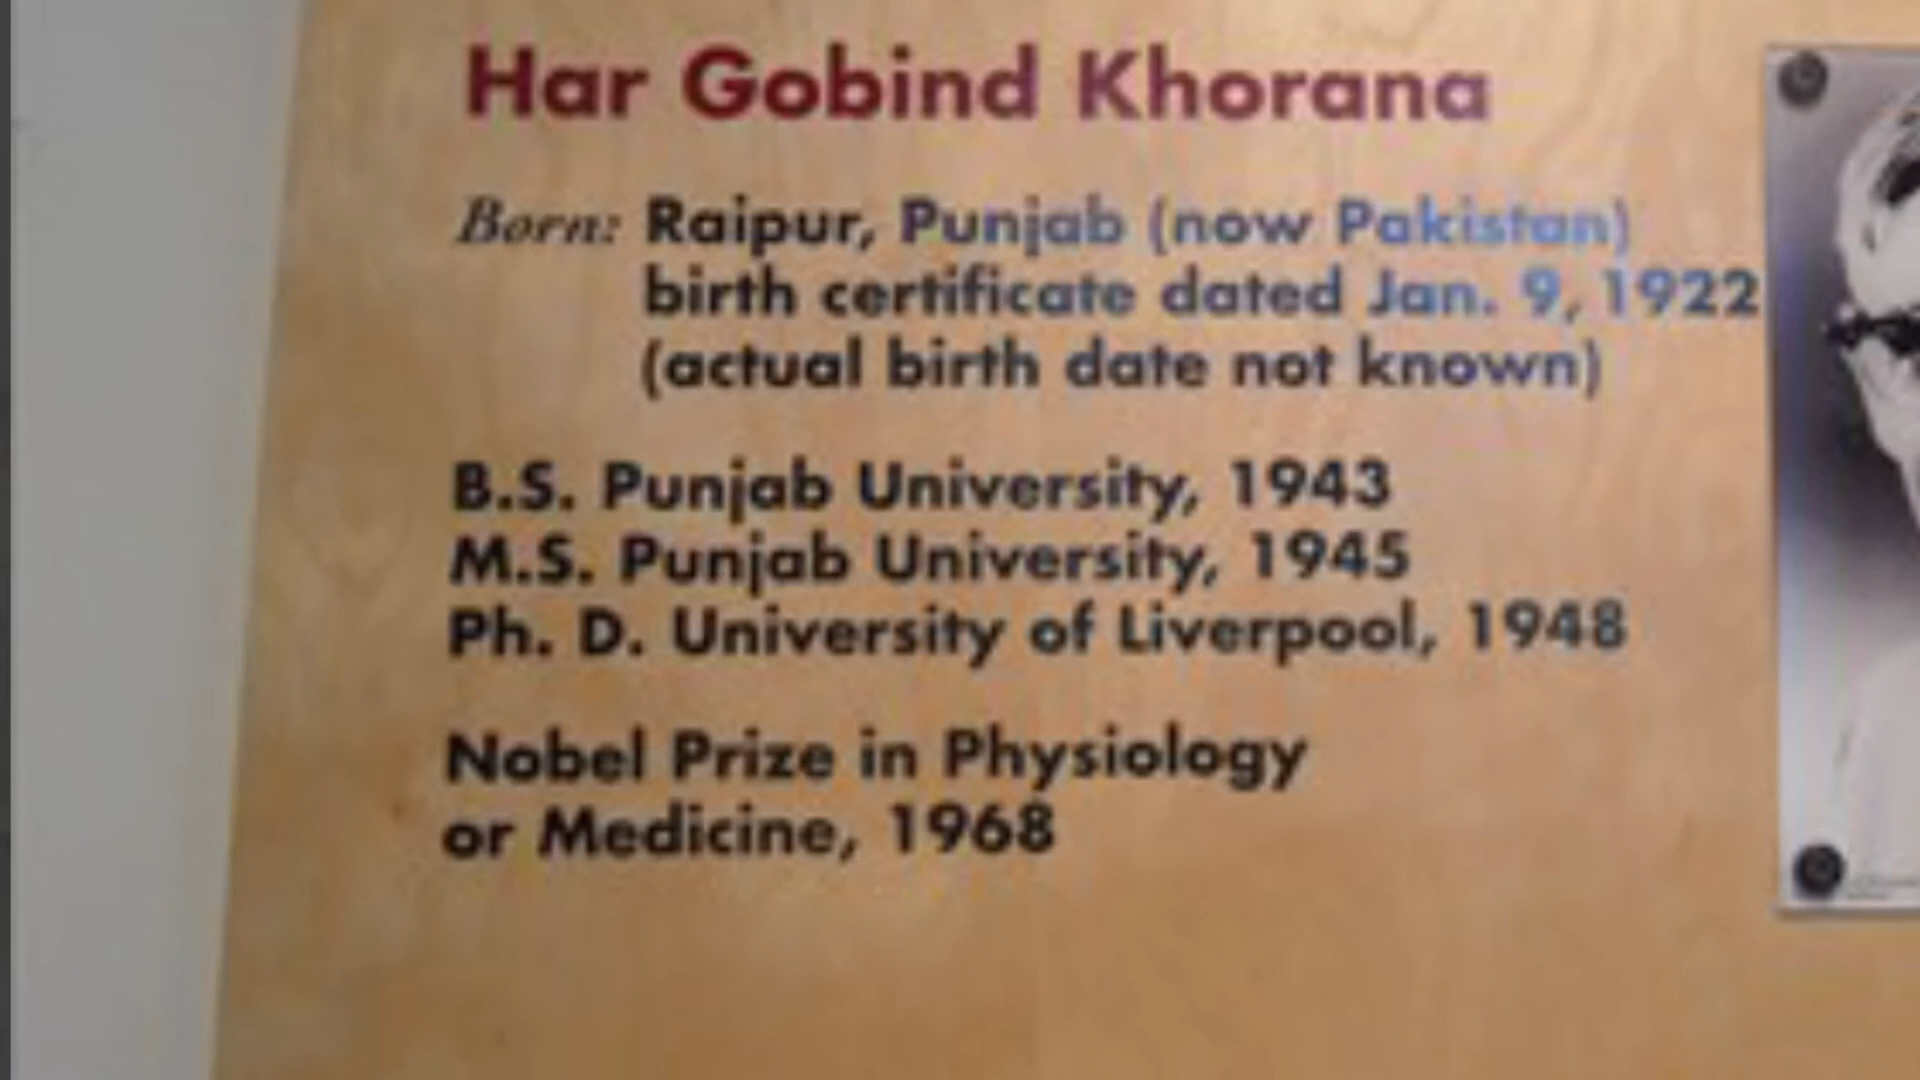 Har Gobind Khorana
Born: Raipur, Punjab (now Pakistan)
birth certificate dated Jan. 9, 1922
(actual birth date not known)
B.S. Punjab University, 1943
M.S. Punjab University, 1945
Ph. D. University of Liverpool, 1948
Nobel Prize in Physiology
or Medicine, 1968